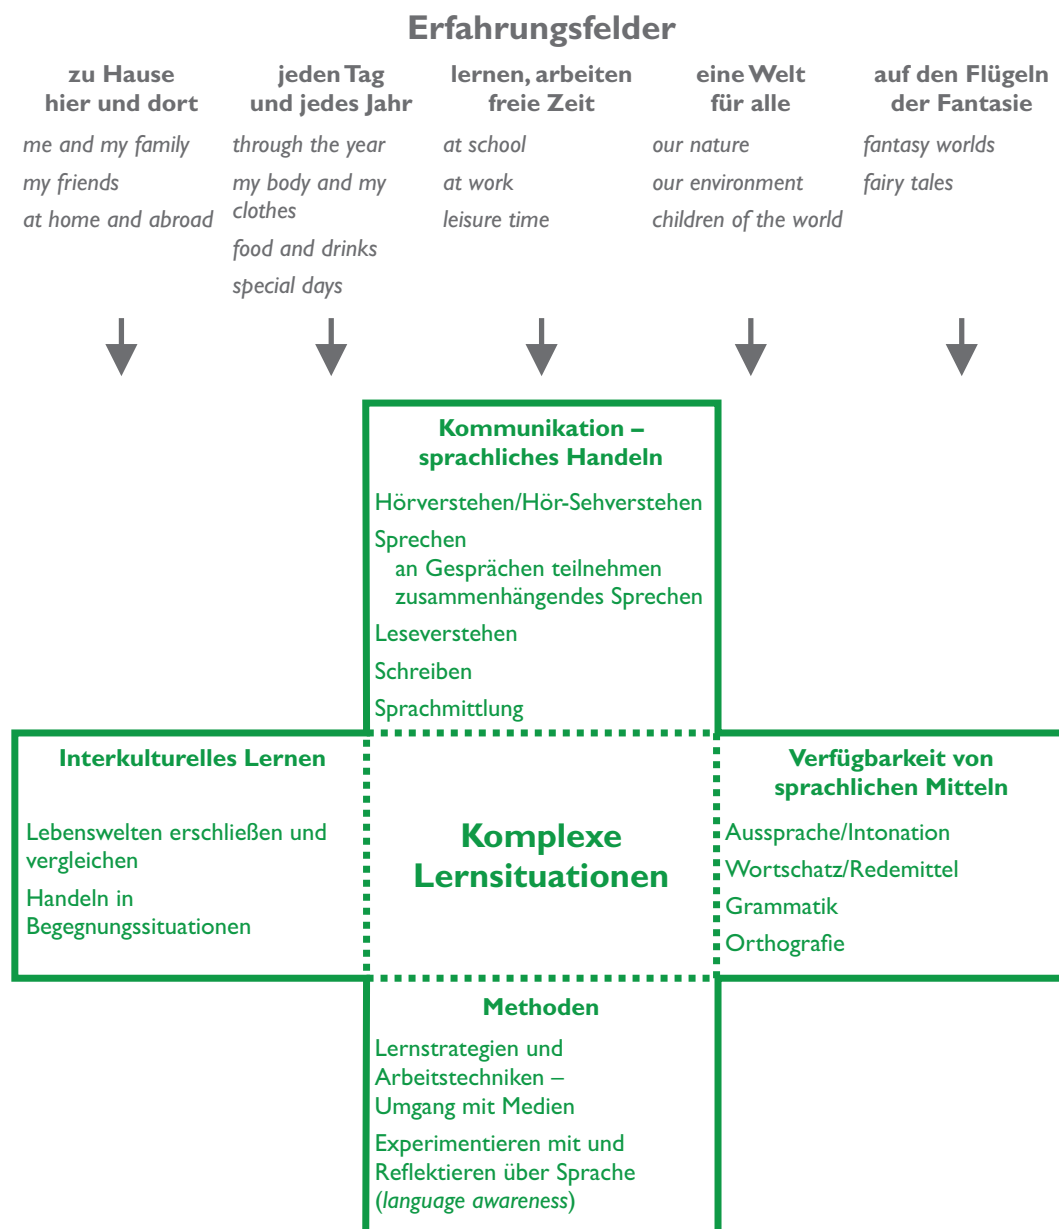 Erfahrungsfelder
zu Hause
hier und dort
me and my family
my friends
at home and abroad
jeden Tag
und jedes Jahr
through the year
my body and my
clothes
food and drinks
special days
lernen, arbeiten
freie Zeit
at school
at work
leisure time
eine Welt
für alle
our nature
our environment
children of the world
auf den Flügeln
der Fantasie
fantasy worlds
fairy tales
Kommunikation –
sprachliches Handeln
Hörverstehen/Hör-Sehverstehen
Sprechen
an Gesprächen teilnehmen
zusammenhängendes Sprechen
Leseverstehen
Schreiben
Sprachmittlung
Interkulturelles Lernen
Lebenswelten erschließen und
vergleichen
Handeln in
Begegnungssituationen
Komplexe
Lernsituationen
Verfügbarkeit von
sprachlichen Mitteln
Aussprache/Intonation
Wortschatz/Redemittel
Grammatik
Orthografie
Methoden
Lernstrategien und
Arbeitstechniken –
Umgang mit Medien
Experimentieren mit und
Reflektieren über Sprache
(language awareness)